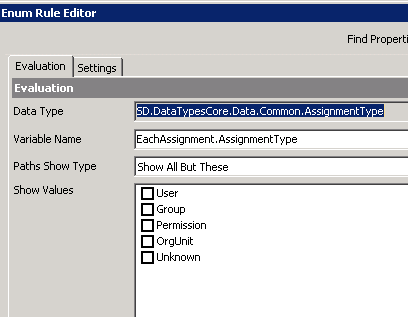 Enum Rule Editor
Find Properti
Evaluation Settings
Evaluation
Data Type SD.DataTypesCore.Data.Common.AssignmentType
Variable Name EachAssignment.AssignmentType
Paths Show Type Show All But These
Show Values User
Group
Permission
OrgUnit
Unknown